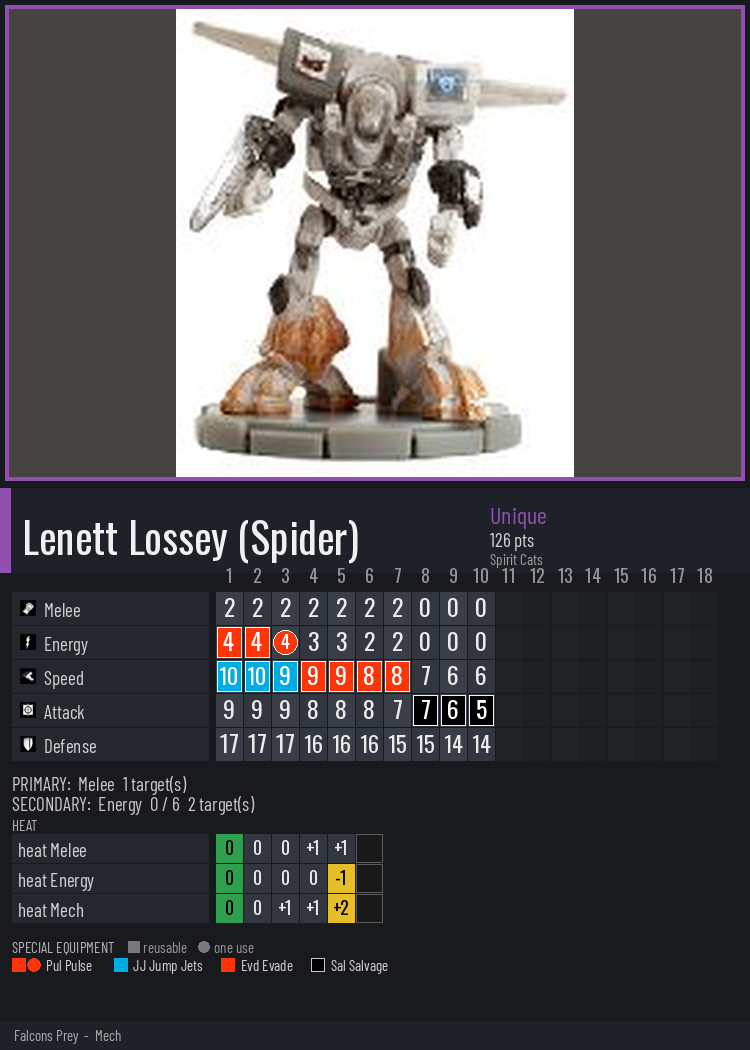 Lenett Lossey (Spider)
Unique
126 pts
Spirit Cats
1 2 3 4 5 6 7 8 9 10 11 12 13 14 15 16 17 18
Melee 2 2 2 2 2 2 2 0 0 0
Energy 4 4 4 3 3 2 2 0 0 0
Speed 10 10 9 9 9 8 8 7 6 6
Attack 9 9 9 8 8 8 7 7 6 5
Defense 17 17 17 16 16 16 15 15 14 14
PRIMARY: Melee 1 target(s)
SECONDARY: Energy 0 / 6 2 target(s)
HEAT
heat Melee 0 0 0 +1 +1
heat Energy 0 0 0 0 -1
heat Mech 0 0 +1 +1 +2
SPECIAL EQUIPMENT reusable one use
Pul Pulse JJ Jump Jets Evd Evade Sal Salvage
Falcons Prey - Mech